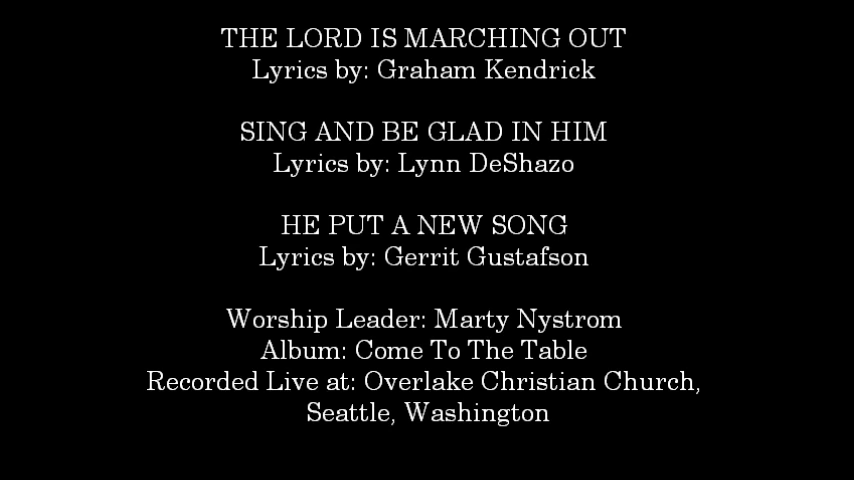 THE LORD IS MARCHING OUT
Lyrics by: Graham Kendrick
SING AND BE GLAD IN HIM
Lyrics by: Lynn DeShazo
HE PUT A NEW SONG
Lyrics by: Gerrit Gustafson
Worship Leader: Marty Nystrom
Album: Come To The Table
Recorded Live at: Overlake Christian Church,
Seattle, Washington